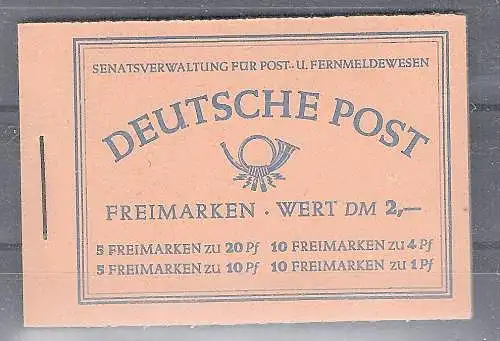 SENATSVERWALTUNG FÜR POST- U. FERNMELDEWESEN
DEUTSCHE POST
FREIMARKEN · WERT DM 2,—
5 FREIMARKEN ZU 20 Pf 10 FREIMARKEN ZU 4 Pf
5 FREIMARKEN ZU 10 Pf 10 FREIMARKEN ZU 1 Pf